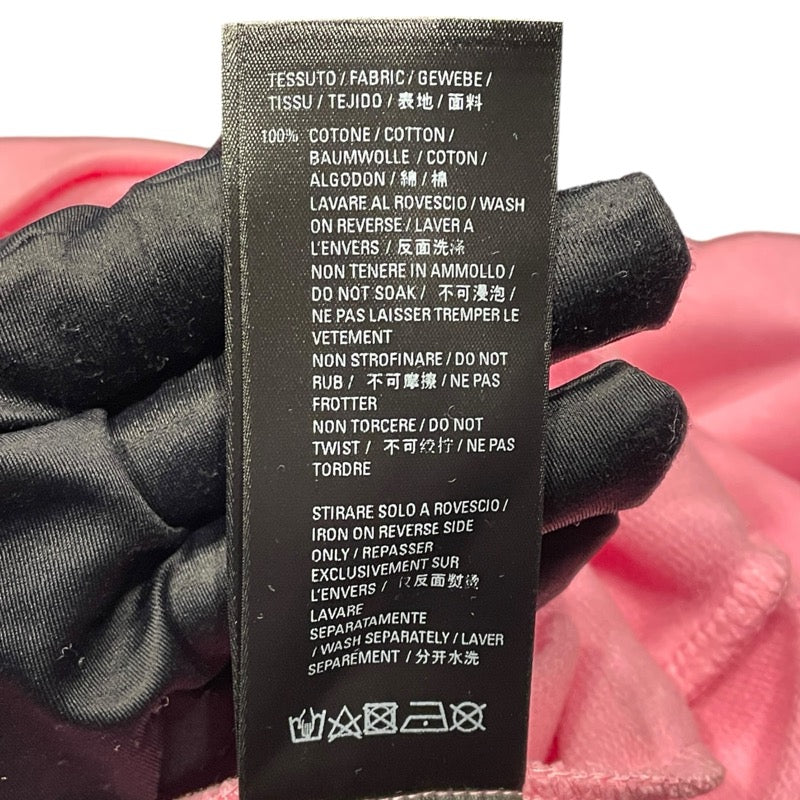 TESSUTO / FABRIC / GEWEBE /
TISSU / TEJIDO / 表地 / 面料
100% COTONE / COTTON /
BAUMWOLLE / COTON /
ALGODON / 綿 / 棉
LAVARE AL ROVESCIO / WASH
ON REVERSE / LAVER A
L'ENVERS / 反面洗涤
NON TENERE IN AMMOLLO /
DO NOT SOAK / 不可浸泡 /
NE PAS LAISSER TREMPER LE
VETEMENT
NON STROFINARE / DO NOT
RUB / 不可摩擦 / NE PAS
FROTTER
NON TORCERE / DO NOT
TWIST / 不可绞拧 / NE PAS
TORDRE
STIRARE SOLO A ROVESCIO /
IRON ON REVERSE SIDE
ONLY / REPASSER
EXCLUSIVEMENT SUR
L'ENVERS / 仅反面熨烫
LAVARE
SEPARATAMENTE
/ WASH SEPARATELY / LAVER
SEPARÉMENT / 分开水洗